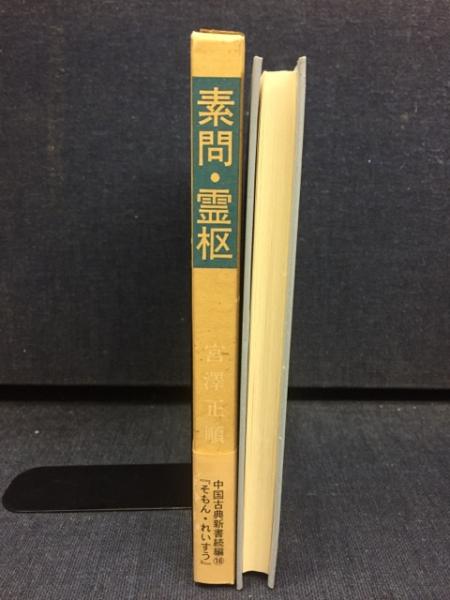 素問・霊枢
宮澤正順
中国古典新書続編⑯
『そもん・れいすう』